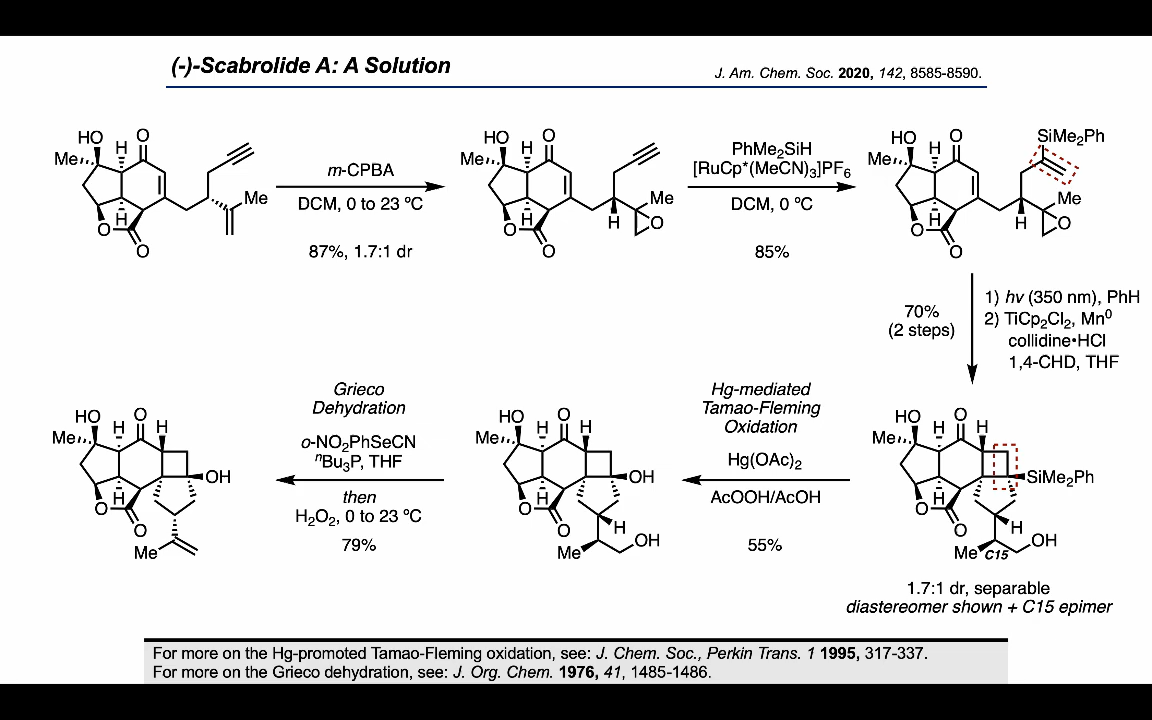 (-)-Scabrolide A: A Solution
J. Am. Chem. Soc. 2020, 142, 8585-8590.
HO
H
O
Me
H
O
O
Me
m-CPBA
DCM, 0 to 23 ºC
87%, 1.7:1 dr
HO
H
O
Me
H
O
O
H
Me
O
PhMe2SiH
[RuCp*(MeCN)3]PF6
DCM, 0 ºC
85%
HO
H
O
Me
H
O
O
SiMe2Ph
H
Me
O
70%
(2 steps)
1) hv (350 nm), PhH
2) TiCp2Cl2, Mn0
collidine•HCl
1,4-CHD, THF
HO
H
O
H
Me
H
O
O
SiMe2Ph
H
Me
C15
OH
1.7:1 dr, separable
diastereomer shown + C15 epimer
Hg-mediated
Tamao-Fleming
Oxidation
Hg(OAc)2
AcOOH/AcOH
55%
HO
H
O
H
Me
H
O
O
OH
H
Me
OH
Grieco
Dehydration
o-NO2PhSeCN
nBu3P, THF
then
H2O2, 0 to 23 ºC
79%
HO
H
O
H
Me
H
O
O
OH
Me
For more on the Hg-promoted Tamao-Fleming oxidation, see: J. Chem. Soc., Perkin Trans. 1 1995, 317-337.
For more on the Grieco dehydration, see: J. Org. Chem. 1976, 41, 1485-1486.